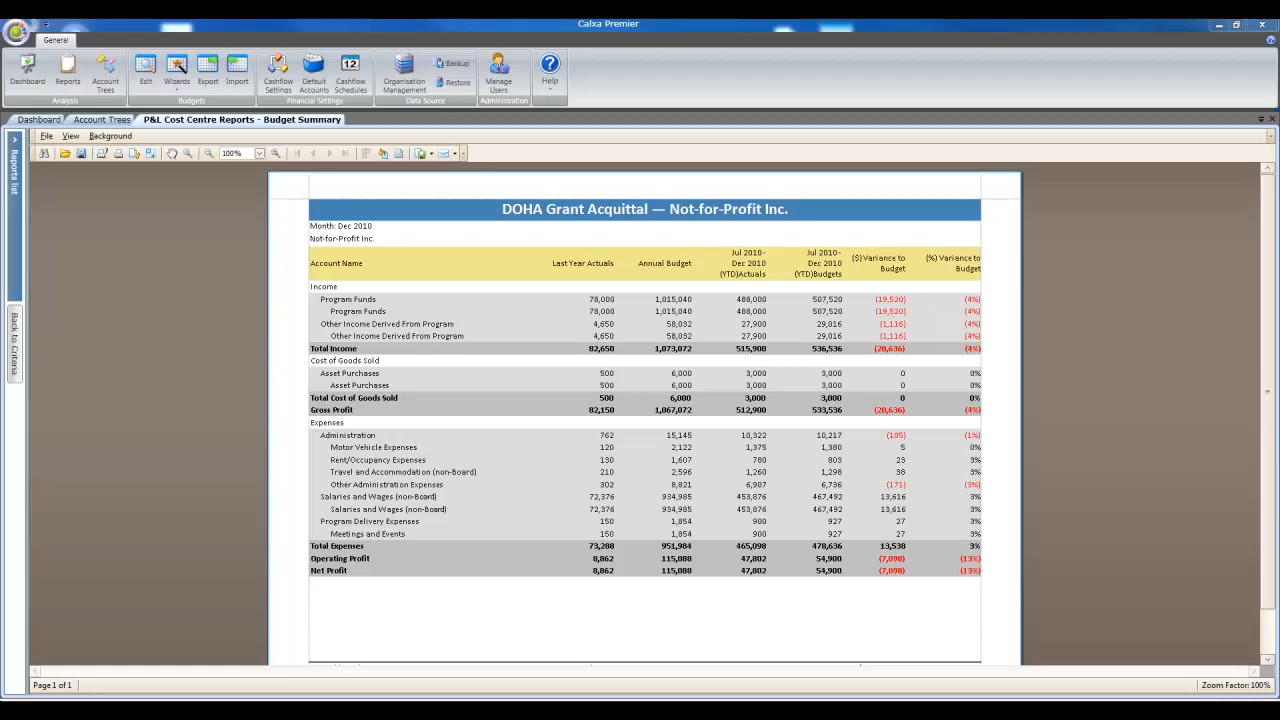 Calxa Premier
General
Dashboard Reports Account Trees Edit Wizards Export Import Cashflow Settings Default Accounts Cashflow Schedules Organisation Management Backup Restore Manage Users Help
12
Analysis Budgets Financial Settings Data Source Administration
Dashboard Account Trees P&L Cost Centre Reports - Budget Summary
File View Background
100%
Reports list
Back to Criteria
DOHA Grant Acquittal — Not-for-Profit Inc.
Month: Dec 2010
Not-for-Profit Inc.
Account Name Last Year Actuals Annual Budget Jul 2010- Dec 2010 (YTD)Actuals Jul 2010- Dec 2010 (YTD)Budgets ($) Variance to Budget (%) Variance to Budget
Income
Program Funds 78,000 1,015,040 488,000 507,520 (19,520) (4%)
Program Funds 78,000 1,015,040 488,000 507,520 (19,520) (4%)
Other Income Derived From Program 4,650 58,032 27,900 29,016 (1,116) (4%)
Other Income Derived From Program 4,650 58,032 27,900 29,016 (1,116) (4%)
Total Income 82,650 1,073,072 515,900 536,536 (20,636) (4%)
Cost of Goods Sold
Asset Purchases 500 6,000 3,000 3,000 0 0%
Asset Purchases 500 6,000 3,000 3,000 0 0%
Total Cost of Goods Sold 500 6,000 3,000 3,000 0 0%
Gross Profit 82,150 1,067,072 512,900 533,536 (20,636) (4%)
Expenses
Administration 762 15,145 10,322 10,217 (105) (1%)
Motor Vehicle Expenses 120 2,122 1,375 1,380 5 0%
Rent/Occupancy Expenses 130 1,607 780 803 23 3%
Travel and Accommodation (non-Board) 210 2,596 1,260 1,298 38 3%
Other Administration Expenses 302 8,821 6,907 6,736 (171) (3%)
Salaries and Wages (non-Board) 72,376 934,985 453,876 467,492 13,616 3%
Salaries and Wages (non-Board) 72,376 934,985 453,876 467,492 13,616 3%
Program Delivery Expenses 150 1,854 900 927 27 3%
Meetings and Events 150 1,854 900 927 27 3%
Total Expenses 73,288 951,984 465,098 478,636 13,538 3%
Operating Profit 8,862 115,088 47,802 54,900 (7,098) (13%)
Net Profit 8,862 115,088 47,802 54,900 (7,098) (13%)
Page 1 of 1 Zoom Factor: 100%